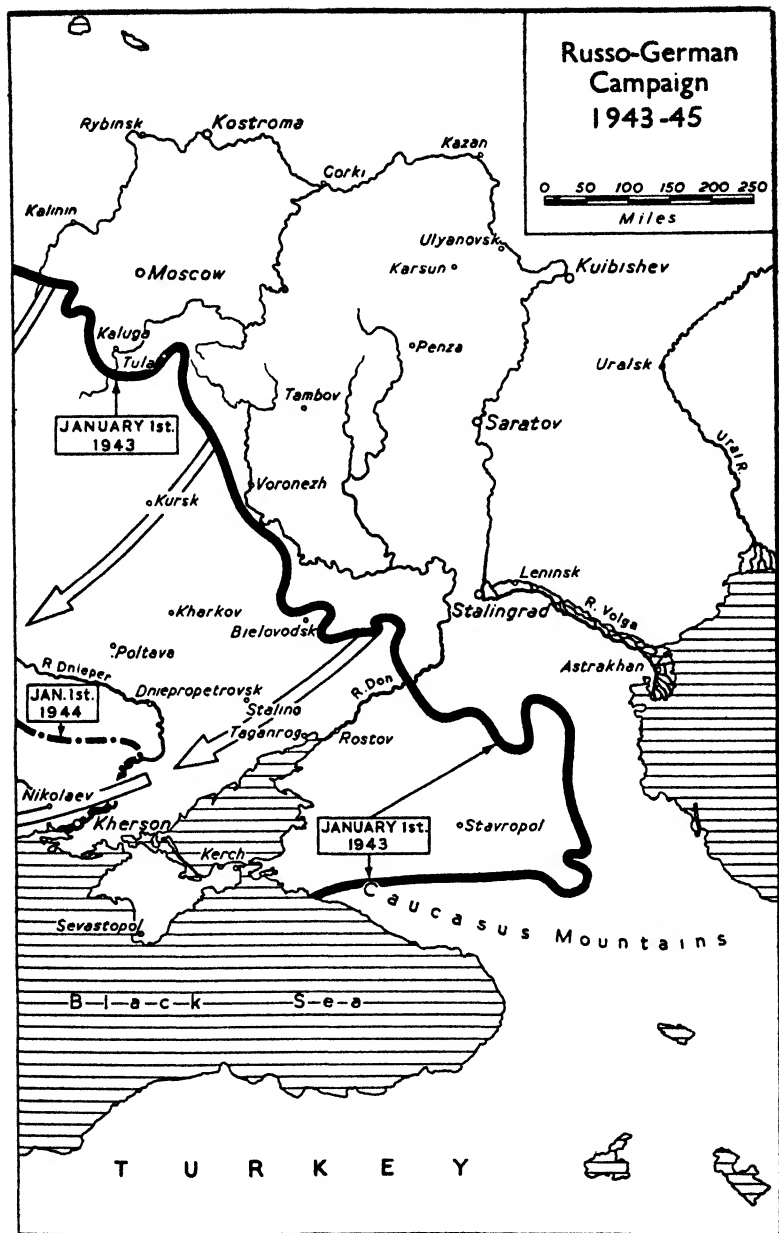 Russo-German
Campaign
1943-45
0 50 100 150 200 250
Miles
Rybinsk
Kostroma
Kazan
Gorki
Kalinin
Ulyanovsk
Moscow
Karsun
Kuibishev
Kaluga
Tula
Penza
Uralsk
Tambov
JANUARY 1st.
1943
Saratov
Ural R.
Voronezh
Kursk
Leninsk
Stalingrad
R. Volga
Kharkov
Bielovodsk
Poltava
Astrakhan
R Dnieper
R. Don
JAN. 1st.
1944
Dniepropetrovsk
Stalino
Taganrog
Rostov
Nikolaev
Kherson
JANUARY 1st.
1943
Stavropol
Kerch
Caucasus Mountains
Sevastopol
Black Sea
TURKEY